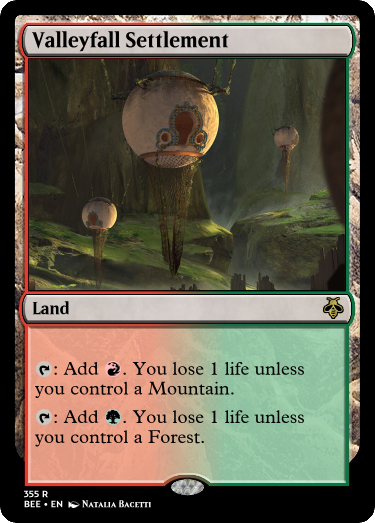 Valleyfall Settlement
Land
: Add . You lose 1 life unless
you control a Mountain.
: Add . You lose 1 life unless
you control a Forest.
355 R
BEE • EN NATALIA BACETTI